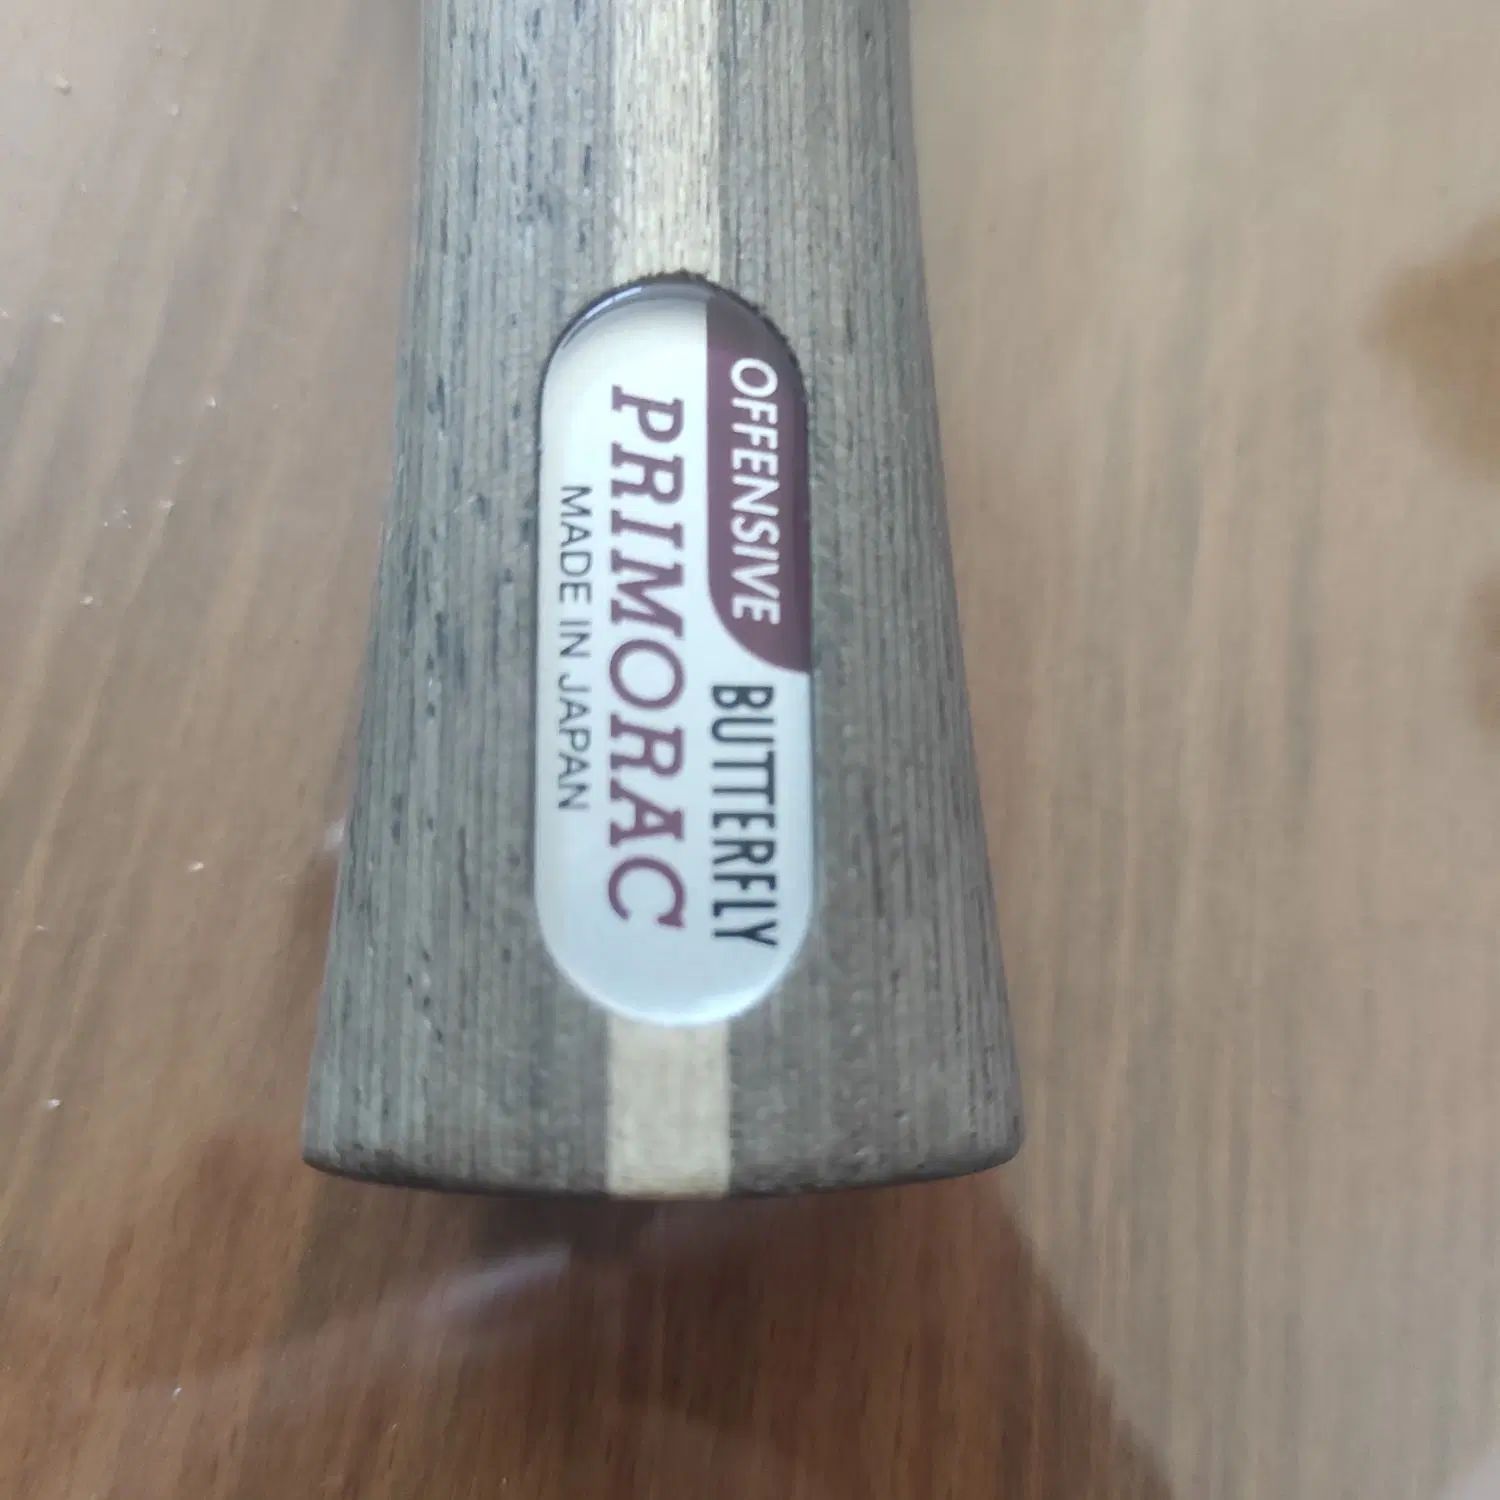 OFFENSIVE
BUTTERFLY
PRIMORAC
MADE IN JAPAN